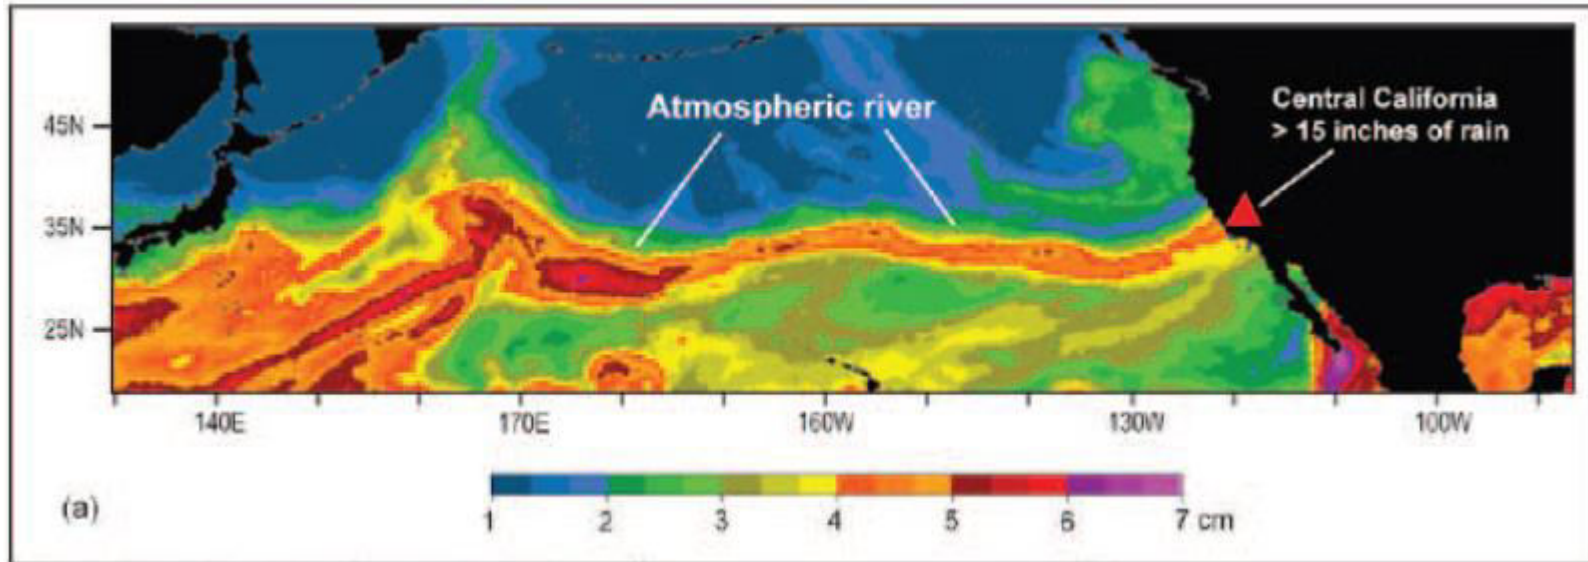 Atmospheric river
Central California
> 15 inches of rain
45N
35N
25N
140E 170E 160W 130W 100W
(a)
1 2 3 4 5 6 7 cm